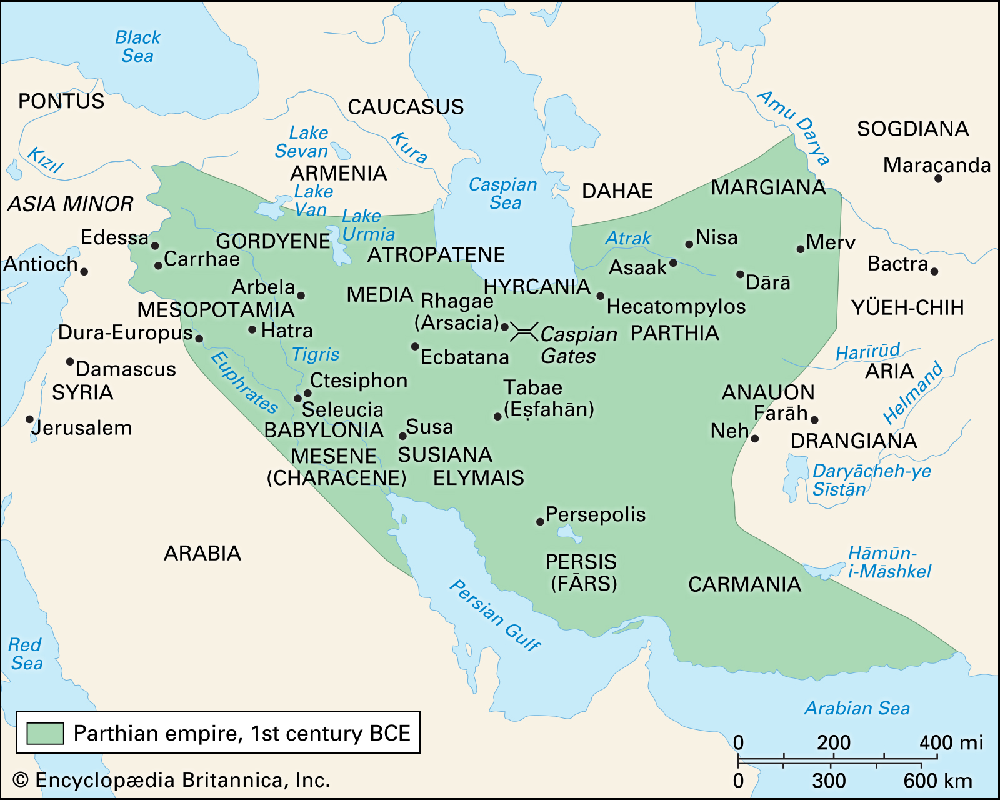 Black
Sea
PONTUS
CAUCASUS
Amu Darya
SOGDIANA
Lake
Sevan
Kura
Kızıl
ARMENIA
Maracanda
Caspian
Sea
DAHAE
MARGIANA
ASIA MINOR
Lake
Van
Lake
Urmia
Edessa
GORDYENE
Atrak
Nisa
Merv
Antioch
Carrhae
ATROPATENE
Asaak
Bactra
Dārā
Arbela
MEDIA
HYRCANIA
MESOPOTAMIA
Rhagae
(Arsacia)
Hecatompylos
YÜEH-CHIH
Dura-Europus
Hatra
Caspian
Gates
PARTHIA
Tigris
Ecbatana
Harīrūd
Damascus
Euphrates
ARIA
Helmand
SYRIA
Ctesiphon
Tabae
(Eṣfahān)
ANAUON
Seleucia
Farāh
Jerusalem
BABYLONIA
Susa
Neh
DRANGIANA
MESENE
(CHARACENE)
SUSIANA
ELYMAIS
Daryācheh-ye
Sīstān
Persepolis
ARABIA
PERSIS
(FĀRS)
Hāmūn-
i-Māshkel
CARMANIA
Persian Gulf
Red
Sea
Arabian Sea
Parthian empire, 1st century BCE
0 200 400 mi
0 300 600 km
© Encyclopædia Britannica, Inc.